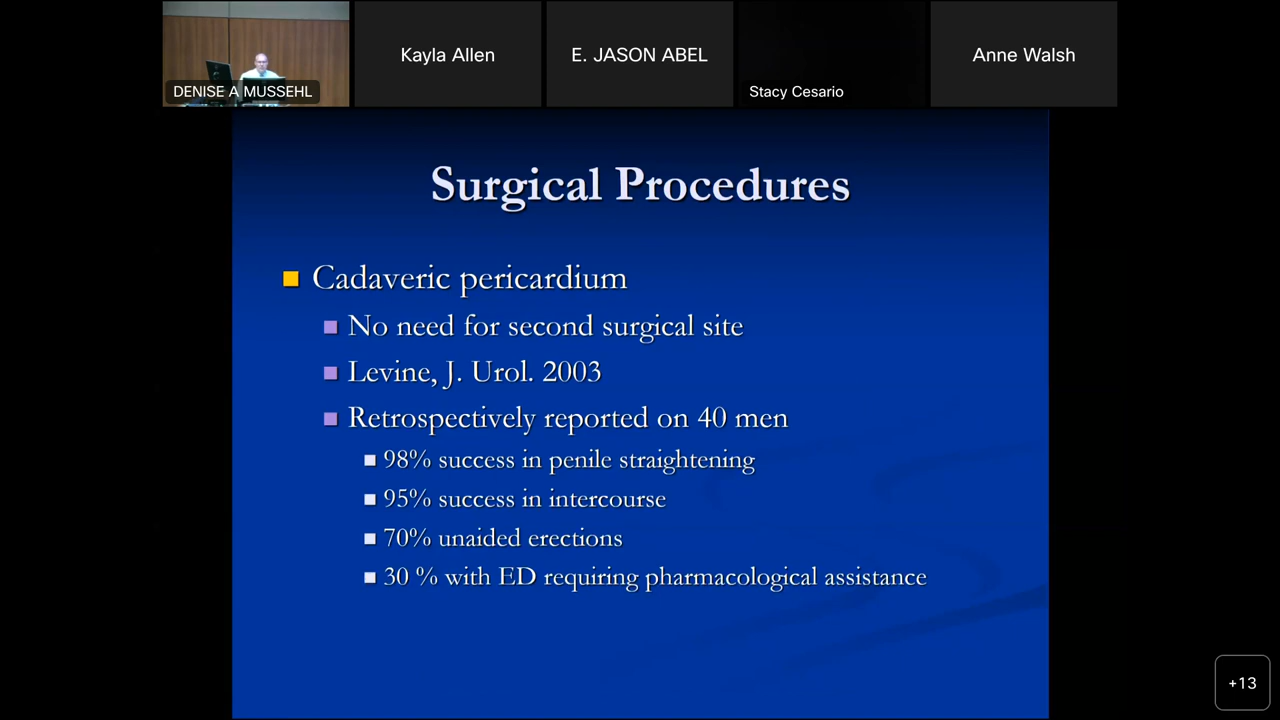 Kayla Allen
E. JASON ABEL
Anne Walsh
DENISE A MUSSEHL
Stacy Cesario
Surgical Procedures
Cadaveric pericardium
No need for second surgical site
Levine, J. Urol. 2003
Retrospectively reported on 40 men
98% success in penile straightening
95% success in intercourse
70% unaided erections
30 % with ED requiring pharmacological assistance
+13